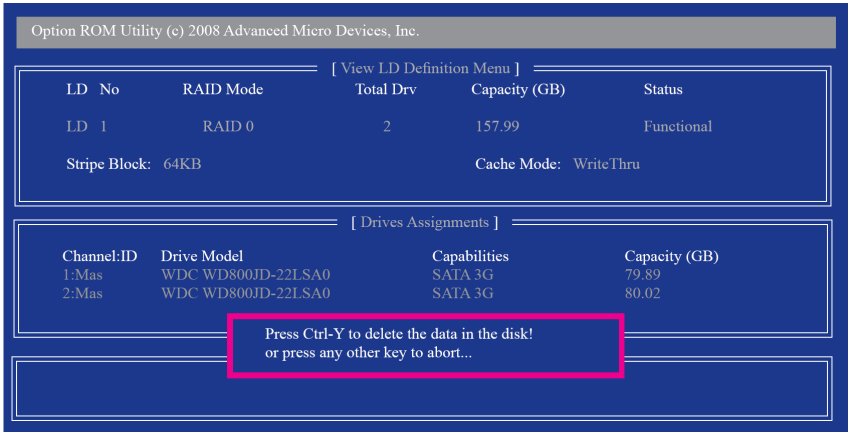 Option ROM Utility (c) 2008 Advanced Micro Devices, Inc.
[ View LD Definition Menu ]
LD No RAID Mode Total Drv Capacity (GB) Status
LD 1 RAID 0 2 157.99 Functional
Stripe Block: 64KB Cache Mode: WriteThru
[ Drives Assignments ]
Channel:ID Drive Model Capabilities Capacity (GB)
1:Mas WDC WD800JD-22LSA0 SATA 3G 79.89
2:Mas WDC WD800JD-22LSA0 SATA 3G 80.02
Press Ctrl-Y to delete the data in the disk!
or press any other key to abort...